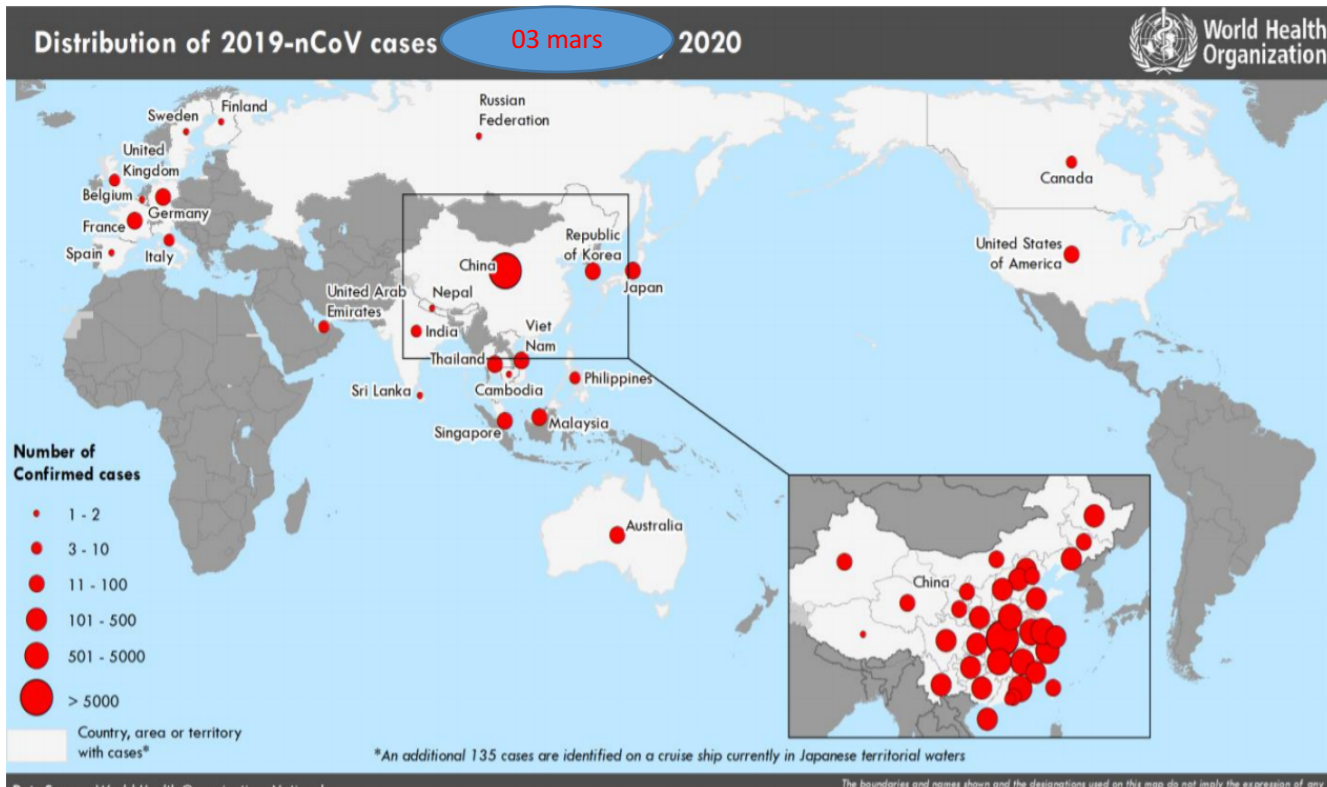 Distribution of 2019-nCoV cases 03 mars 2020
World Health
Organization
Russian
Federation
Finland
Sweden
United
Kingdom
Belgium
Germany
France
Spain
Italy
Canada
United States
of America
Republic
of Korea
China
Japan
Nepal
United Arab
Emirates
India
Viet
Nam
Thailand
Sri Lanka
Cambodia
Philippines
Singapore
Malaysia
Australia
Number of
Confirmed cases
1 - 2
3 - 10
11 - 100
101 - 500
501 - 5000
> 5000
Country, area or territory
with cases*
China
*An additional 135 cases are identified on a cruise ship currently in Japanese territorial waters
World Health Organization, National
The boundaries and names shown and the designations used on this map do not imply the expression of any